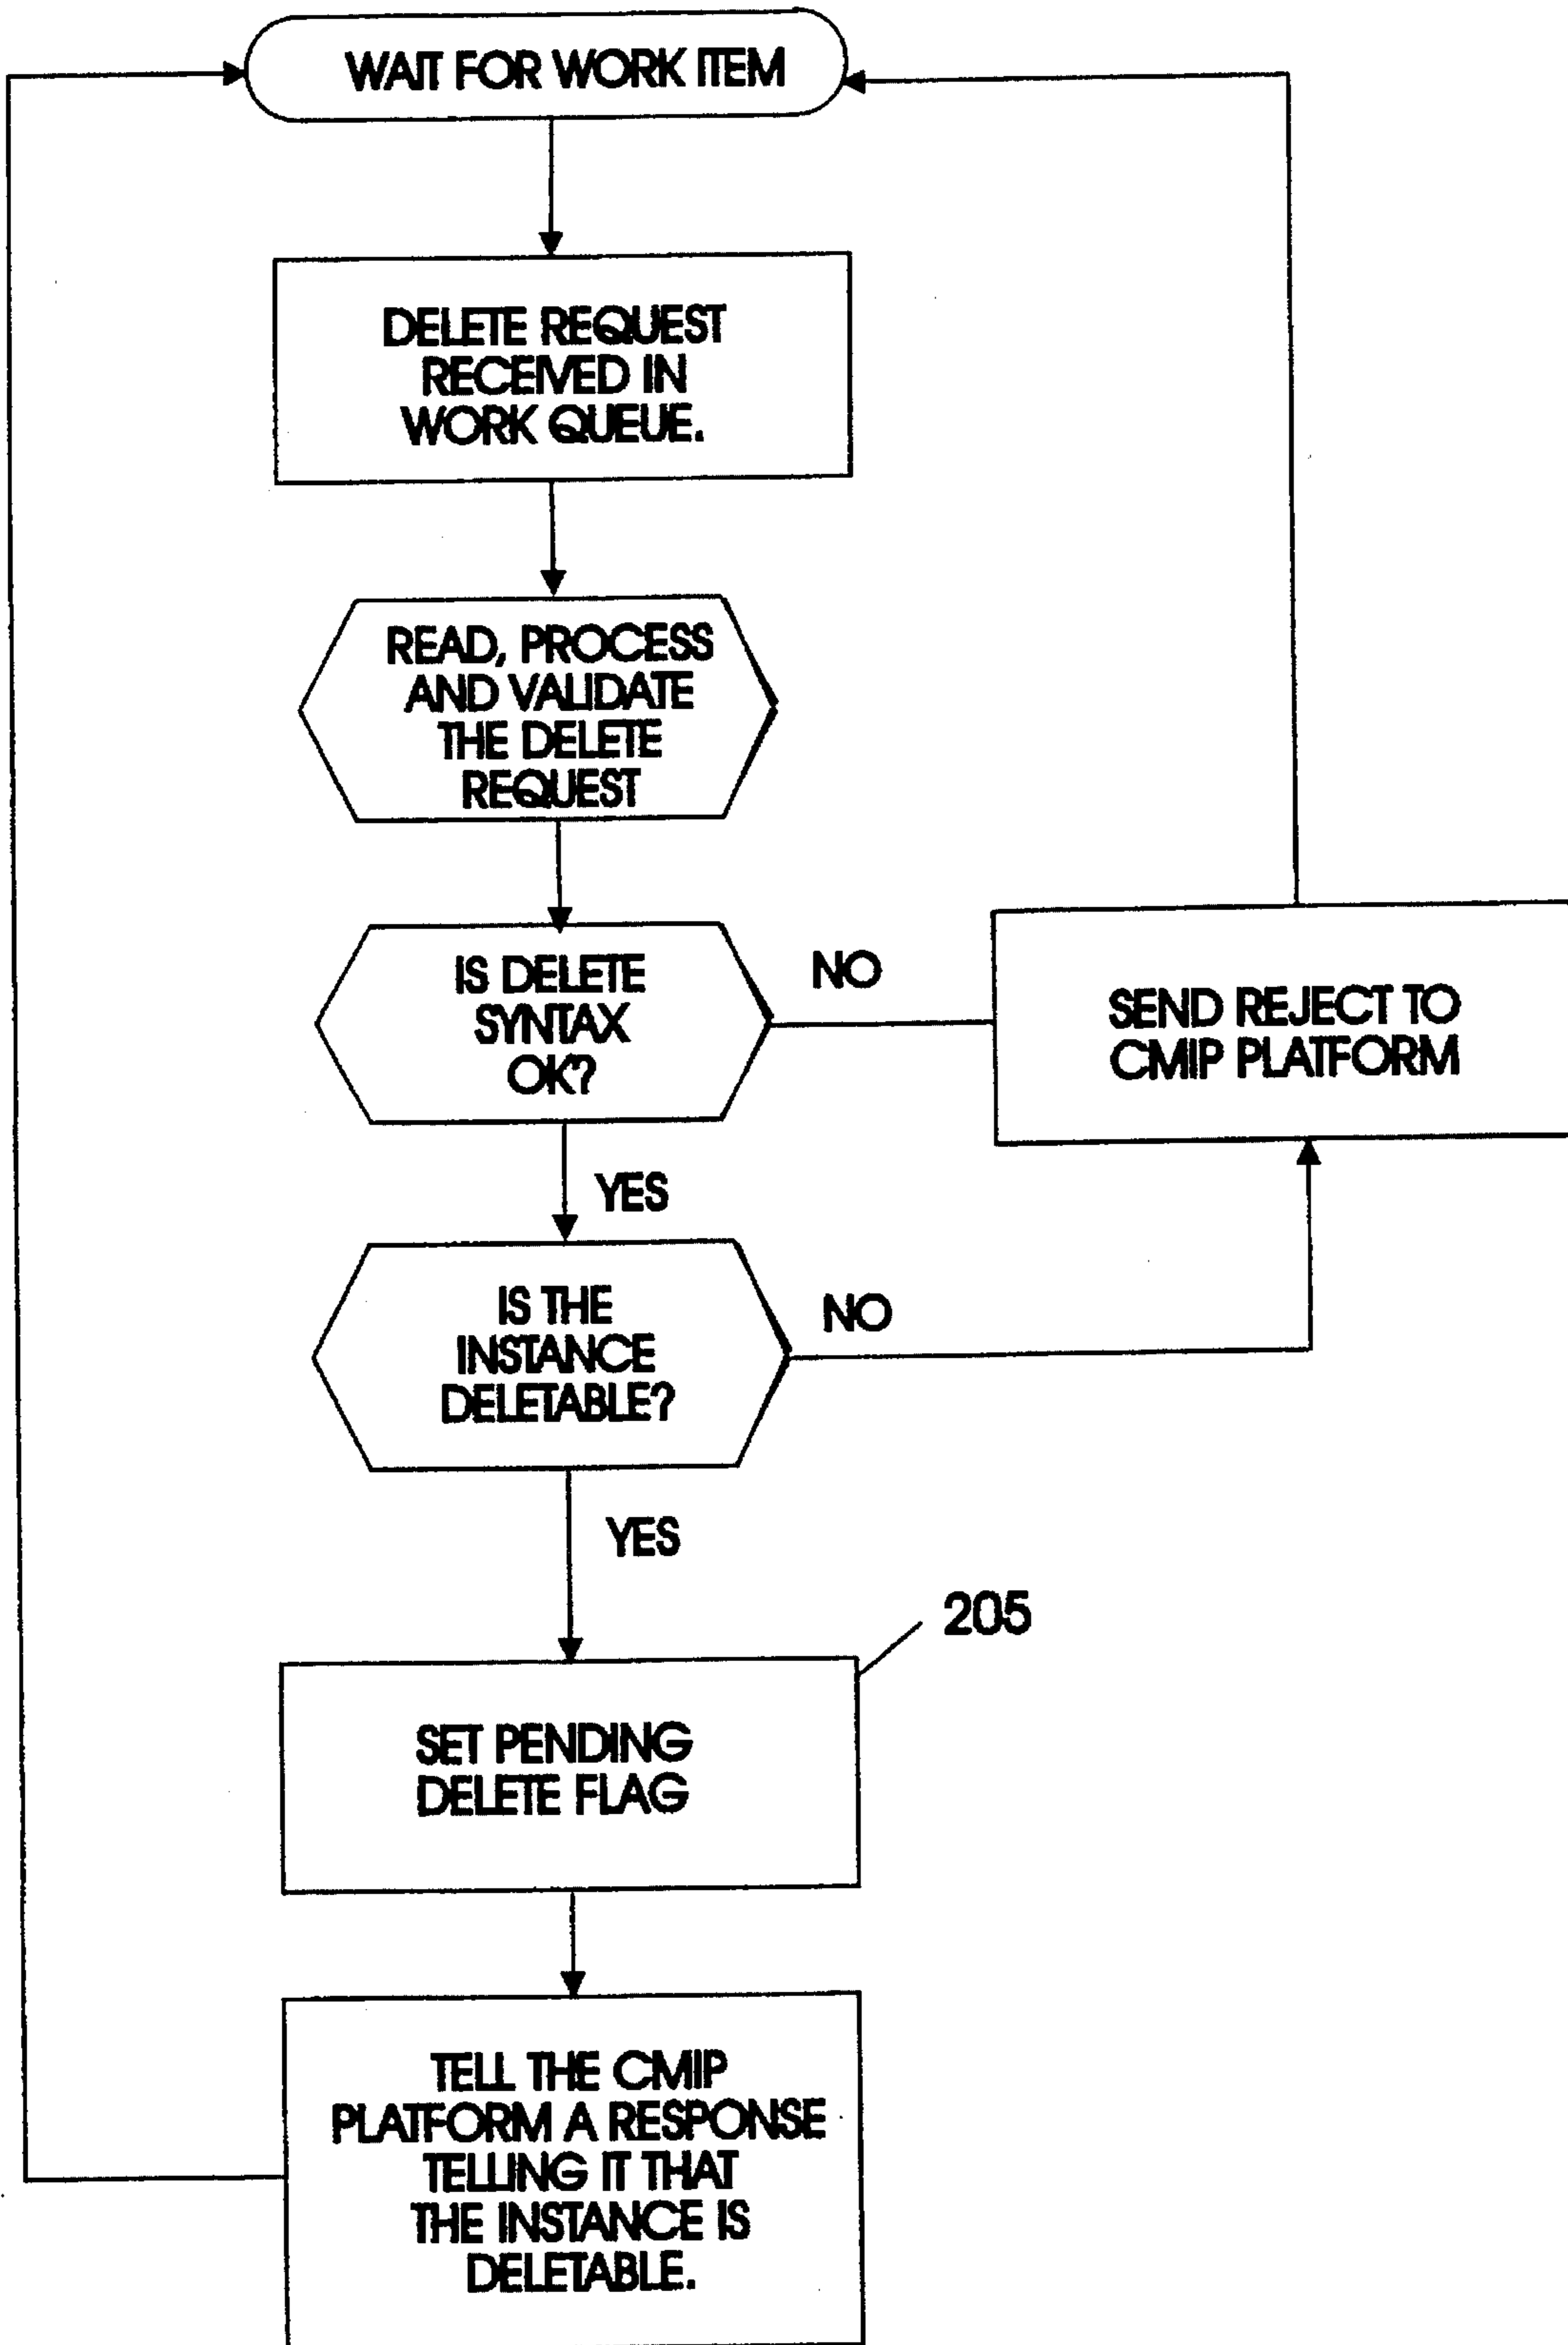 WAIT FOR WORK ITEM
DELETE REQUEST
RECEIVED IN
WORK QUEUE.
READ, PROCESS
AND VALIDATE
THE DELETE
REQUEST
IS DELETE
SYNTAX
OK?
NO
SEND REJECT TO
CMIP PLATFORM
YES
IS THE
INSTANCE
DELETABLE?
NO
YES
205
SET PENDING
DELETE FLAG
TELL THE CMIP
PLATFORM A RESPONSE
TELLING IT THAT
THE INSTANCE IS
DELETABLE.